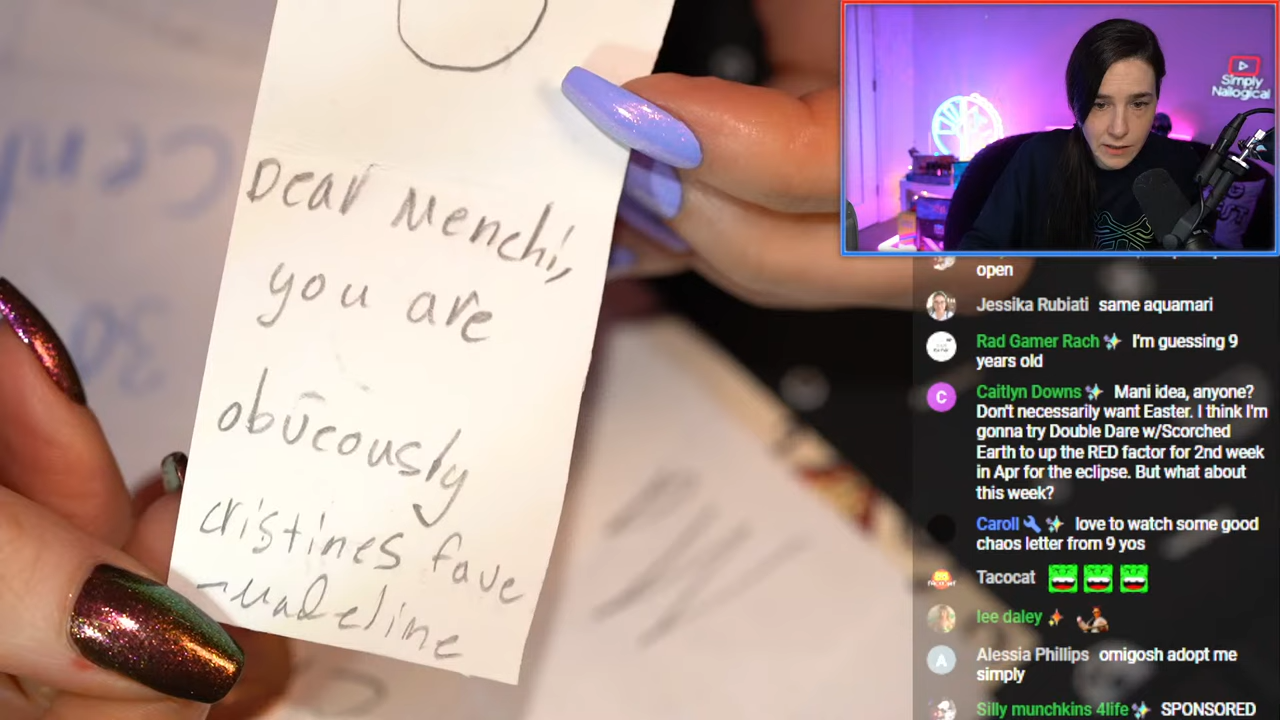 Dear Menchi,
you are
obvcously
cristines fave
-Madeline
Simply
Nailogical
open
Jessika Rubiati same aquamari
Rad Gamer Rach I'm guessing 9
years old
C
Caitlyn Downs Mani idea, anyone?
Don't necessarily want Easter. I think I'm
gonna try Double Dare w/Scorched
Earth to up the RED factor for 2nd week
in Apr for the eclipse. But what about
this week?
Caroll love to watch some good
chaos letter from 9 yos
Tacocat
lee daley
A
Alessia Phillips omigosh adopt me
simply
Silly munchkins 4life SPONSORED